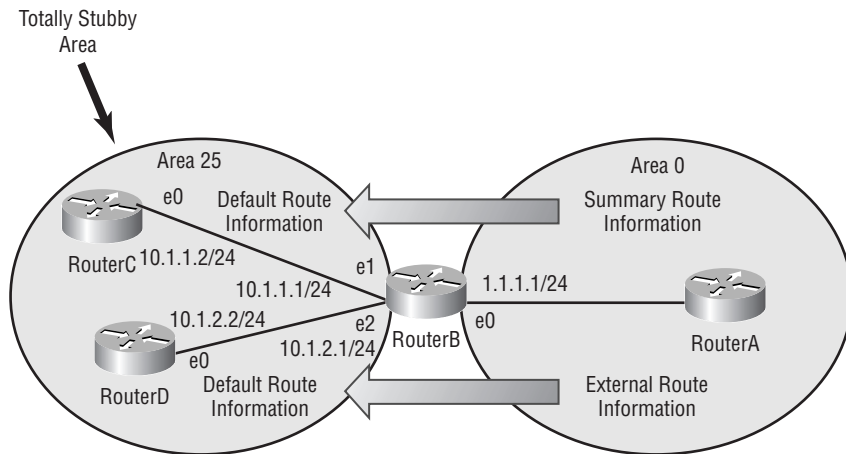 Totally Stubby
Area
Area 25
Area 0
e0
Default Route
Information
Summary Route
Information
RouterC
10.1.1.2/24
e1
10.1.1.1/24
1.1.1.1/24
10.1.2.2/24
e2
e0
RouterB
RouterA
e0
10.1.2.1/24
RouterD
Default Route
Information
External Route
Information